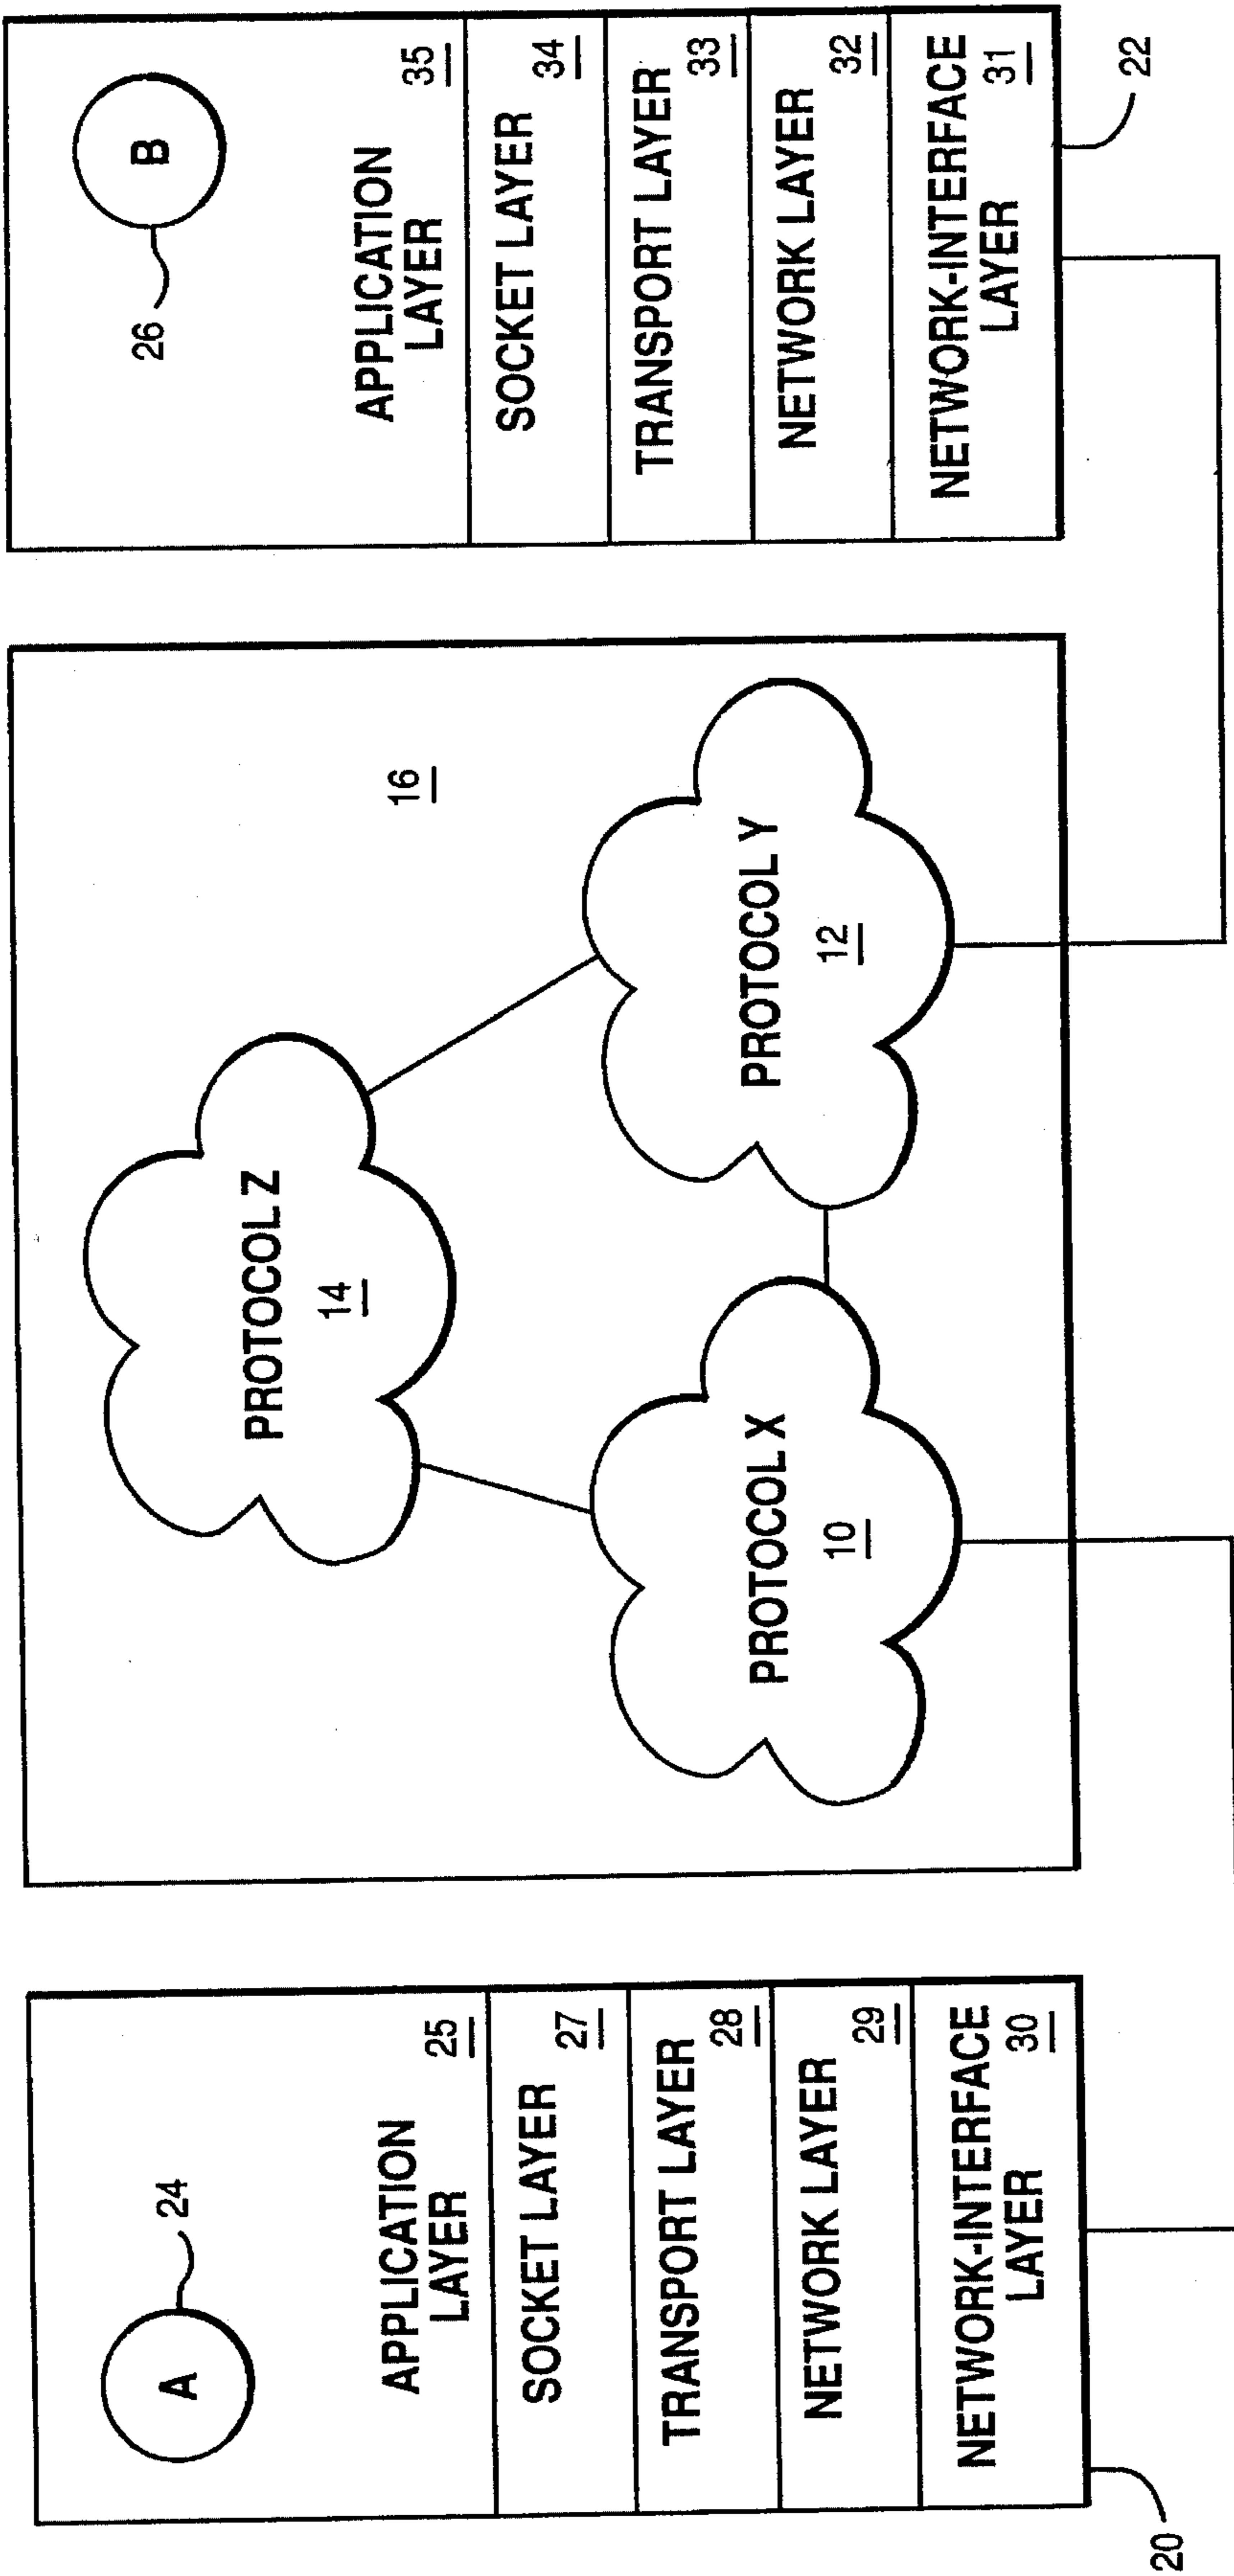 A
24
APPLICATION
LAYER
25
SOCKET LAYER
27
TRANSPORT LAYER
28
NETWORK LAYER
29
NETWORK-INTERFACE
LAYER
30
20
PROTOCOL Z
14
16
PROTOCOL X
10
PROTOCOL Y
12
B
26
APPLICATION
LAYER
35
SOCKET LAYER
34
TRANSPORT LAYER
33
NETWORK LAYER
32
NETWORK-INTERFACE
LAYER
31
22